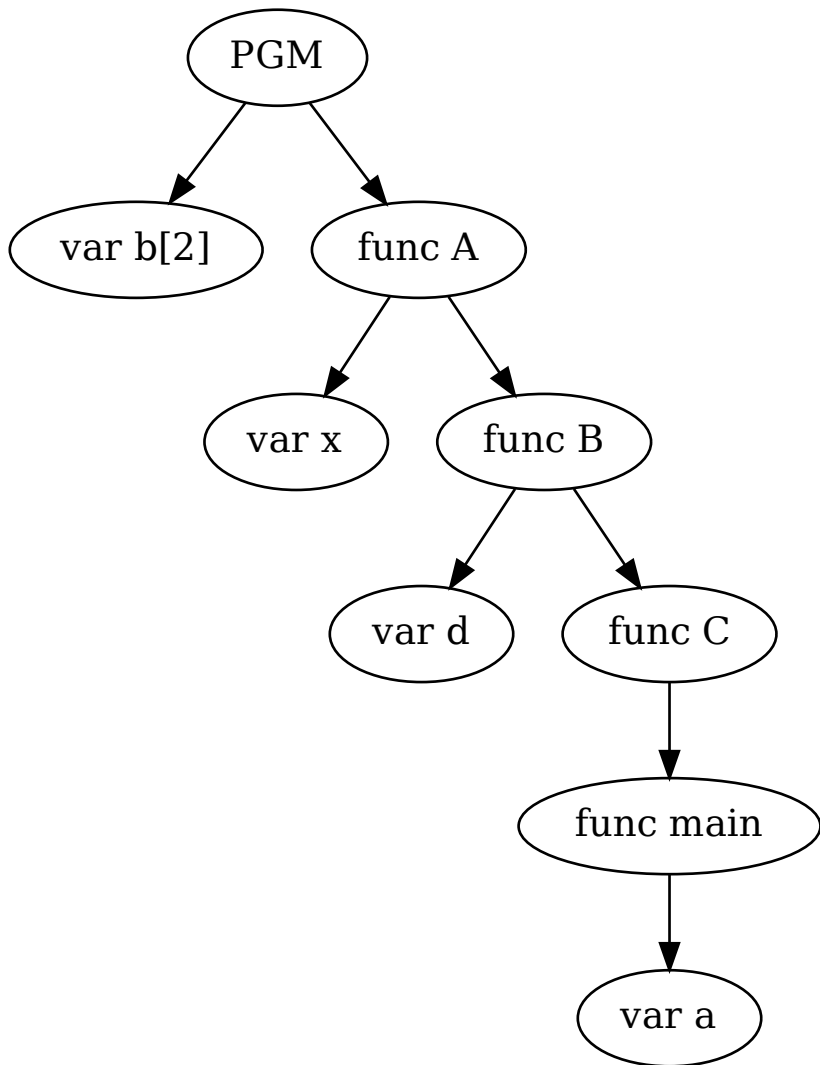 PGM
var b[2]
func A
var x
func B
var d
func C
func main
var a